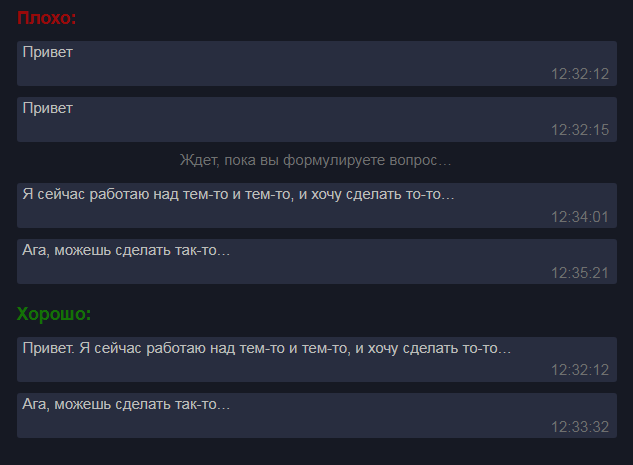 Плохо:
Привет
12:32:12
Привет
12:32:15
Ждет, пока вы формулируете вопрос...
Я сейчас работаю над тем-то и тем-то, и хочу сделать то-то...
12:34:01
Ага, можешь сделать так-то...
12:35:21
Хорошо:
Привет. Я сейчас работаю над тем-то и тем-то, и хочу сделать то-то...
12:32:12
Ага, можешь сделать так-то...
12:33:32